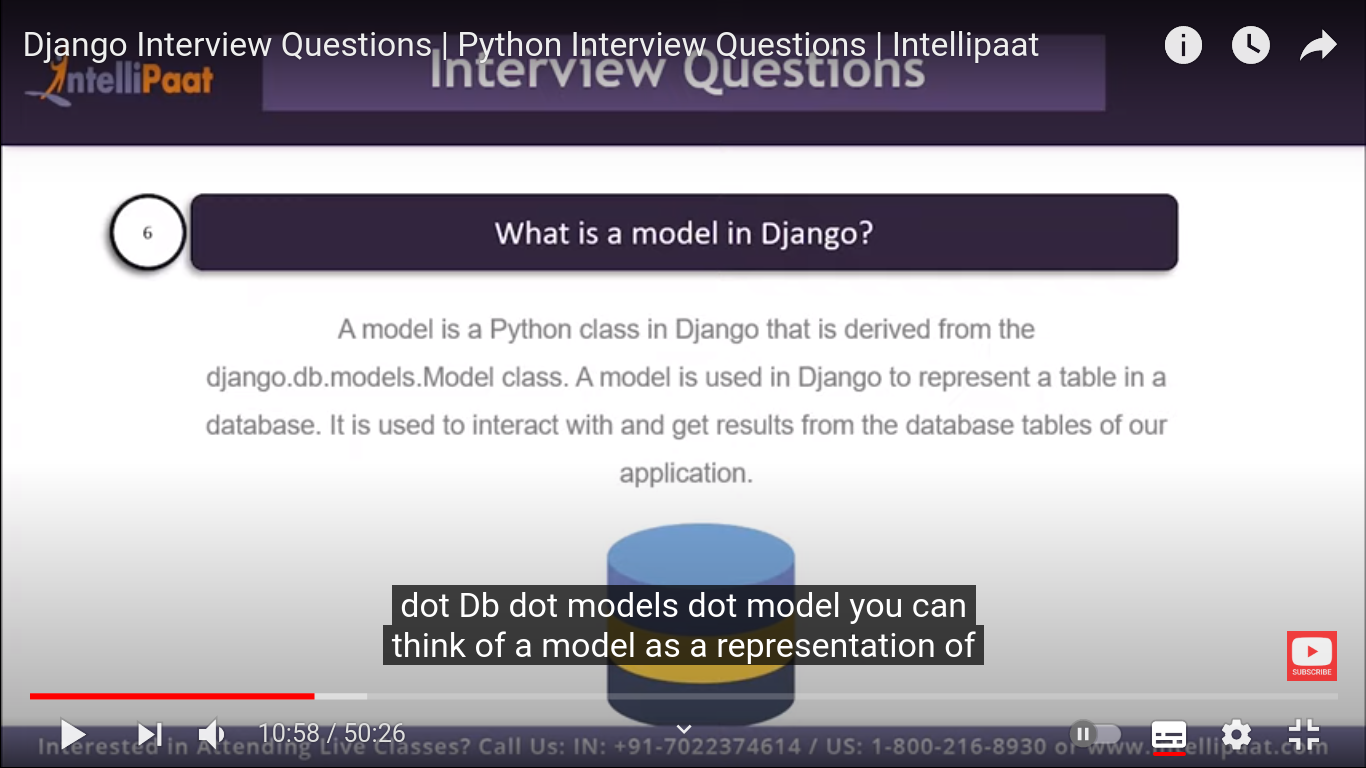 Django Interview Questions | Python Interview Questions | Intellipaat
IntelliPaat
Interview Questions
6
What is a model in Django?
A model is a Python class in Django that is derived from the
django.db.models.Model class. A model is used in Django to represent a table in a
database. It is used to interact with and get results from the database tables of our
application.
dot Db dot models dot model you can
think of a model as a representation of
SUBSCRIBE
10:58 / 50:26
Interested in Attending Live Classes? Call Us: IN: +91-7022374614 / US: 1-800-216-8930 or www.intellipaat.com